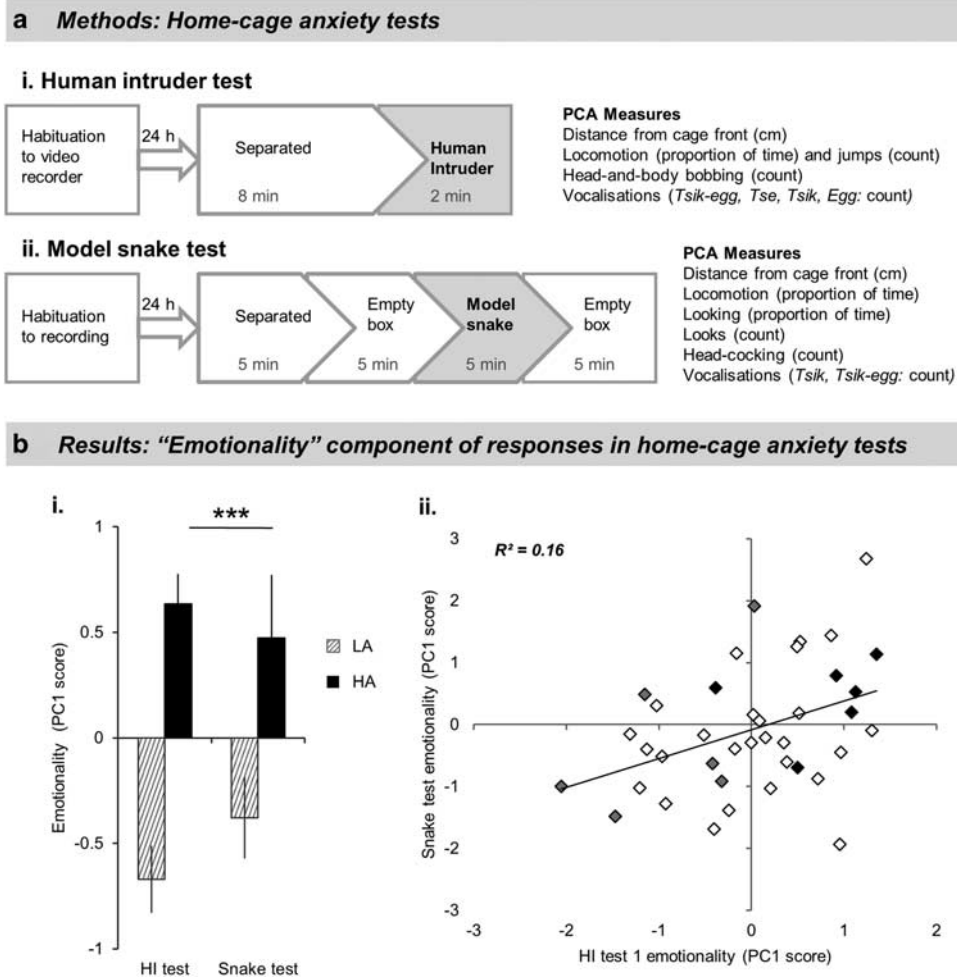 a Methods: Home-cage anxiety tests
i. Human intruder test
Habituation
to video
recorder
24 h
Separated
8 min
Human
Intruder
2 min
PCA Measures
Distance from cage front (cm)
Locomotion (proportion of time) and jumps (count)
Head-and-body bobbing (count)
Vocalisations (Tsik-egg, Tse, Tsik, Egg: count)
ii. Model snake test
Habituation
to recording
24 h
Separated
5 min
Empty
box
5 min
Model
snake
5 min
Empty
box
5 min
PCA Measures
Distance from cage front (cm)
Locomotion (proportion of time)
Looking (proportion of time)
Looks (count)
Head-cocking (count)
Vocalisations (Tsik, Tsik-egg: count)
b Results: “Emotionality” component of responses in home-cage anxiety tests
i.
Emotionality (PC1 score)
1
0.5
0
-0.5
-1
***
LA
HA
HI test
Snake test
ii.
R² = 0.16
Snake test emotionality (PC1 score)
3
2
1
0
-1
-2
-3
-3
-2
-1
0
1
2
HI test 1 emotionality (PC1 score)